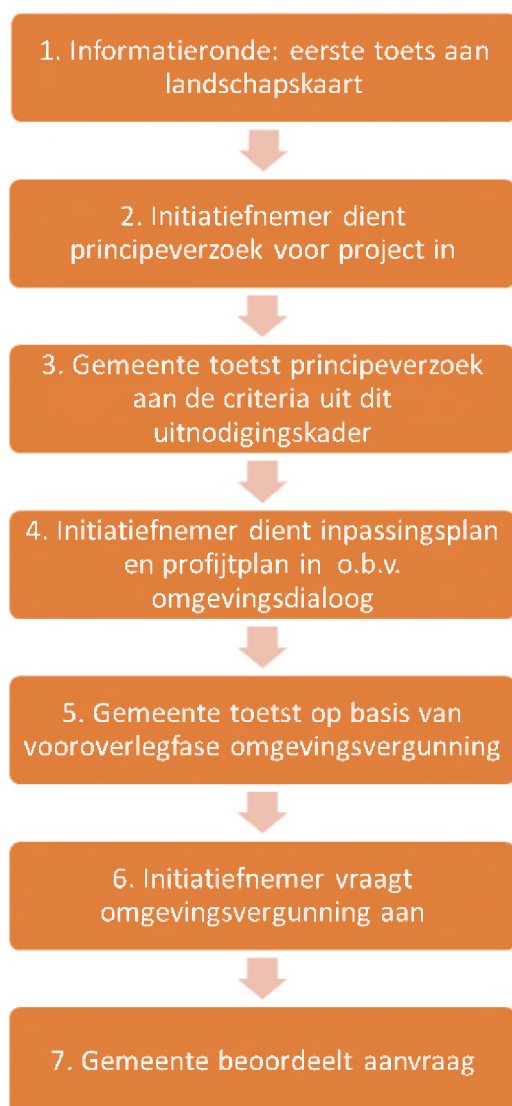 1. Informatieronde: eerste toets aan
landschapskaart
2. Initiatiefnemer dient
principeverzoek voor project in
3. Gemeente toetst principeverzoek
aan de criteria uit dit
uitnodigingskader
4. Initiatiefnemer dient inpassingsplan
en profijtplan in o.b.v.
omgevingsdialoog
5. Gemeente toetst op basis van
vooroverlegfase omgevingsvergunning
6. Initiatiefnemer vraagt
omgevingsvergunning aan
7. Gemeente beoordeelt aanvraag